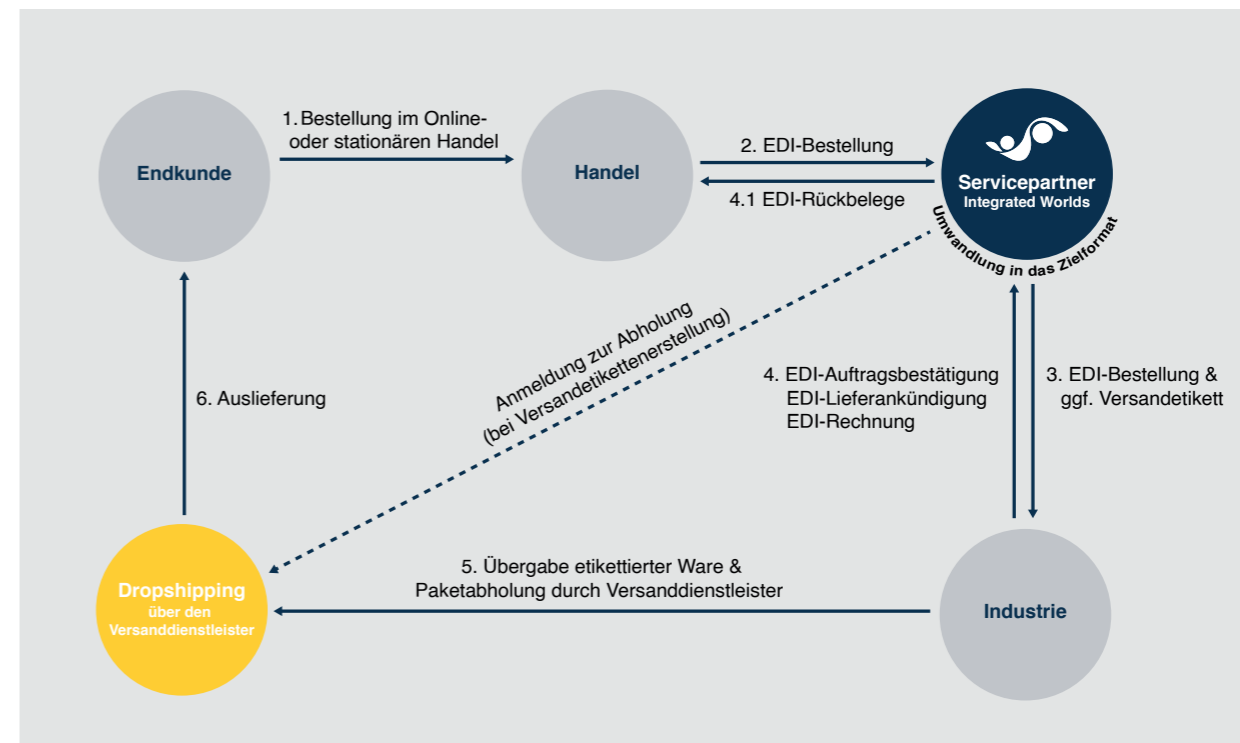 1. Bestellung im Online-
oder stationären Handel
Endkunde
Handel
2. EDI-Bestellung
4.1 EDI-Rückbelege
Servicepartner
Integrated Worlds
Umwandlung in das Zielformat
Anmeldung zur Abholung
(bei Versandetikettenerstellung)
4. EDI-Auftragsbestätigung
EDI-Lieferankündigung
EDI-Rechnung
3. EDI-Bestellung &
ggf. Versandetikett
6. Auslieferung
5. Übergabe etikettierter Ware &
Paketabholung durch Versanddienstleister
Dropshipping
über den
Versanddienstleister
Industrie